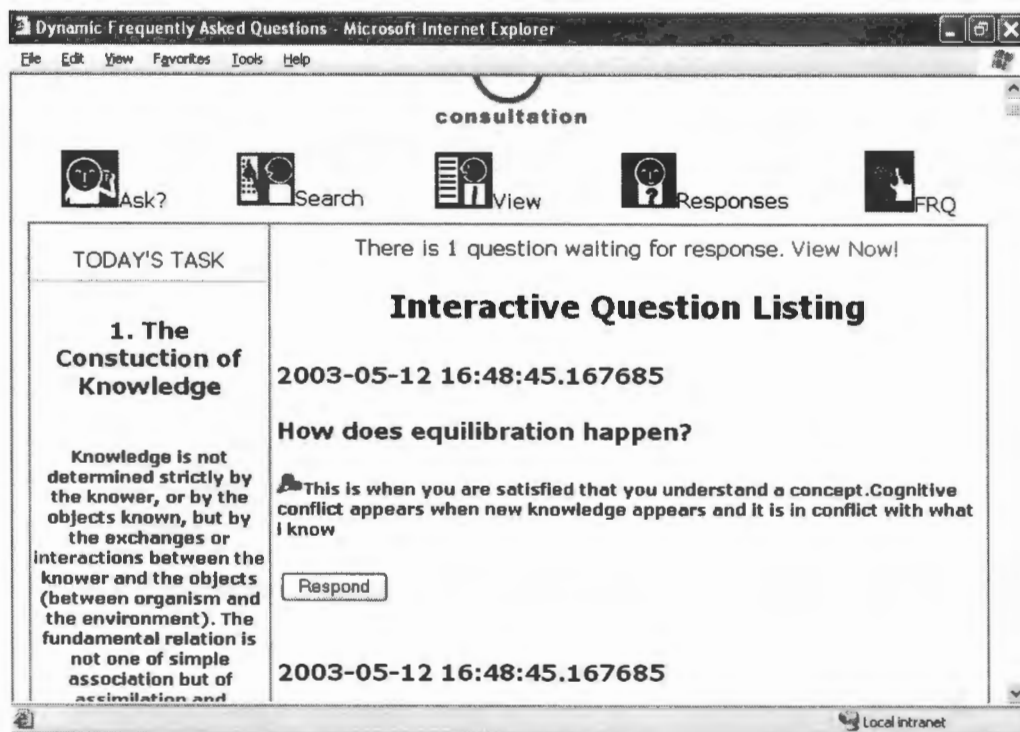 Dynamic Frequently Asked Questions - Microsoft Internet Explorer
File Edit View Favorites Tools Help
consultation
Ask? Search View Responses FRQ
TODAY'S TASK
1. The
Constuction of
Knowledge
Knowledge is not
determined strictly by
the knower, or by the
objects known, but by
the exchanges or
interactions between the
knower and the objects
(between organism and
the environment). The
fundamental relation is
not one of simple
association but of
assimilation and
There is 1 question waiting for response. View Now!
Interactive Question Listing
2003-05-12 16:48:45.167685
How does equilibration happen?
This is when you are satisfied that you understand a concept.Cognitive
conflict appears when new knowledge appears and it is in conflict with what
i know
Respond
2003-05-12 16:48:45.167685
Local intranet